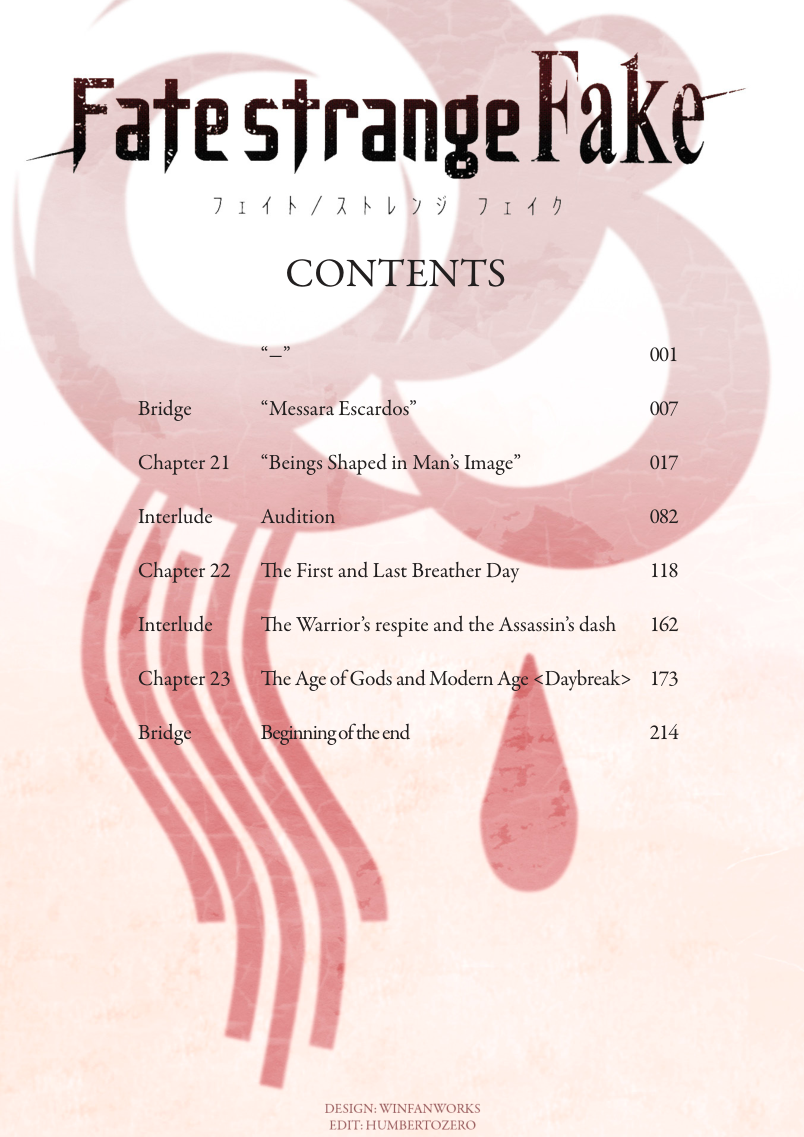 Fate strange Fake
フェイト/ストレンジ フェイク
CONTENTS
“—” 001
Bridge “Messara Escardos” 007
Chapter 21 “Beings Shaped in Man’s Image” 017
Interlude Audition 082
Chapter 22 The First and Last Breather Day 118
Interlude The Warrior’s respite and the Assassin’s dash 162
Chapter 23 The Age of Gods and Modern Age <Daybreak> 173
Bridge Beginning of the end 214
DESIGN: WINFANWORKS
EDIT: HUMBERTOZERO